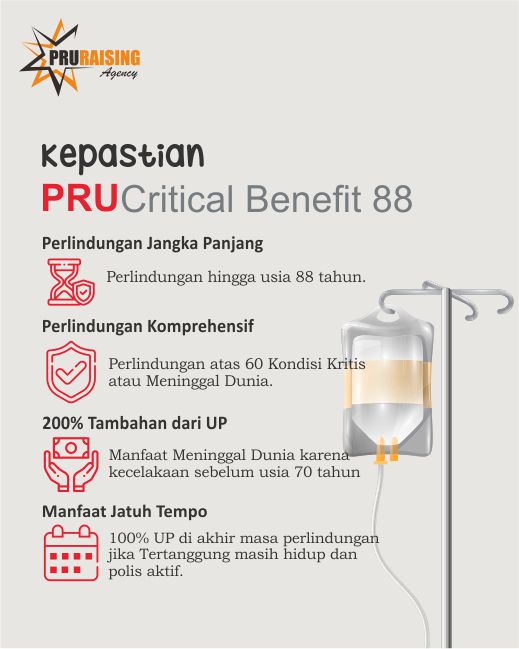 PRURAISING
Agency
Kepastian
PRUCritical Benefit 88
Perlindungan Jangka Panjang
Perlindungan hingga usia 88 tahun.
Perlindungan Komprehensif
Perlindungan atas 60 Kondisi Kritis
atau Meninggal Dunia.
200% Tambahan dari UP
Manfaat Meninggal Dunia karena
kecelakaan sebelum usia 70 tahun
Manfaat Jatuh Tempo
100% UP di akhir masa perlindungan
jika Tertanggung masih hidup dan
polis aktif.